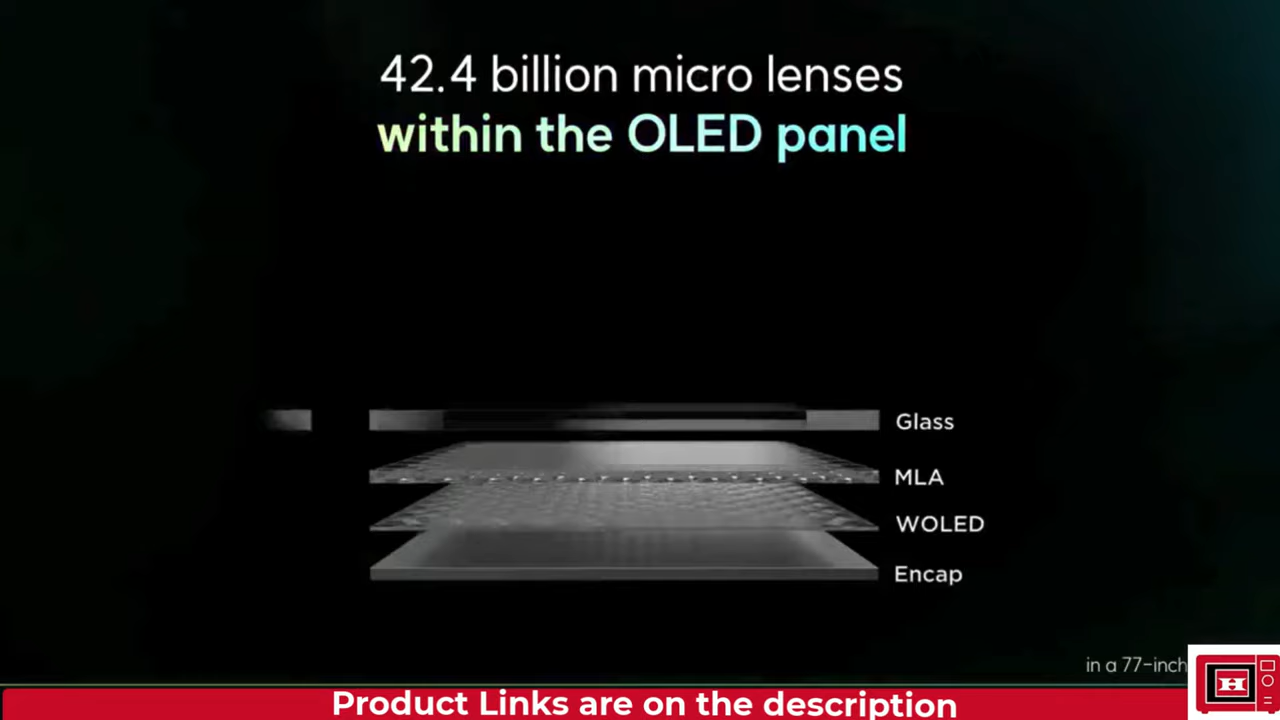 42.4 billion micro lenses
within the OLED panel
Glass
MLA
WOLED
Encap
in a 77-inch
Product Links are on the description
H